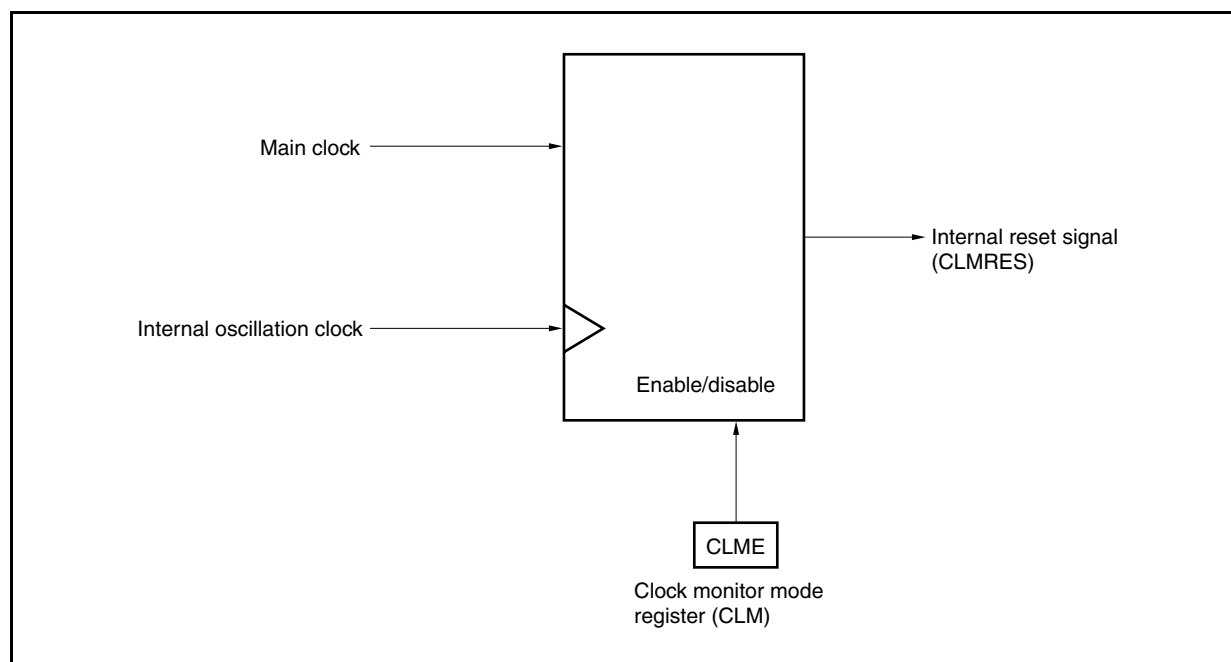 Main clock
Internal reset signal
(CLMRES)
Internal oscillation clock
Enable/disable
CLME
Clock monitor mode
register (CLM)